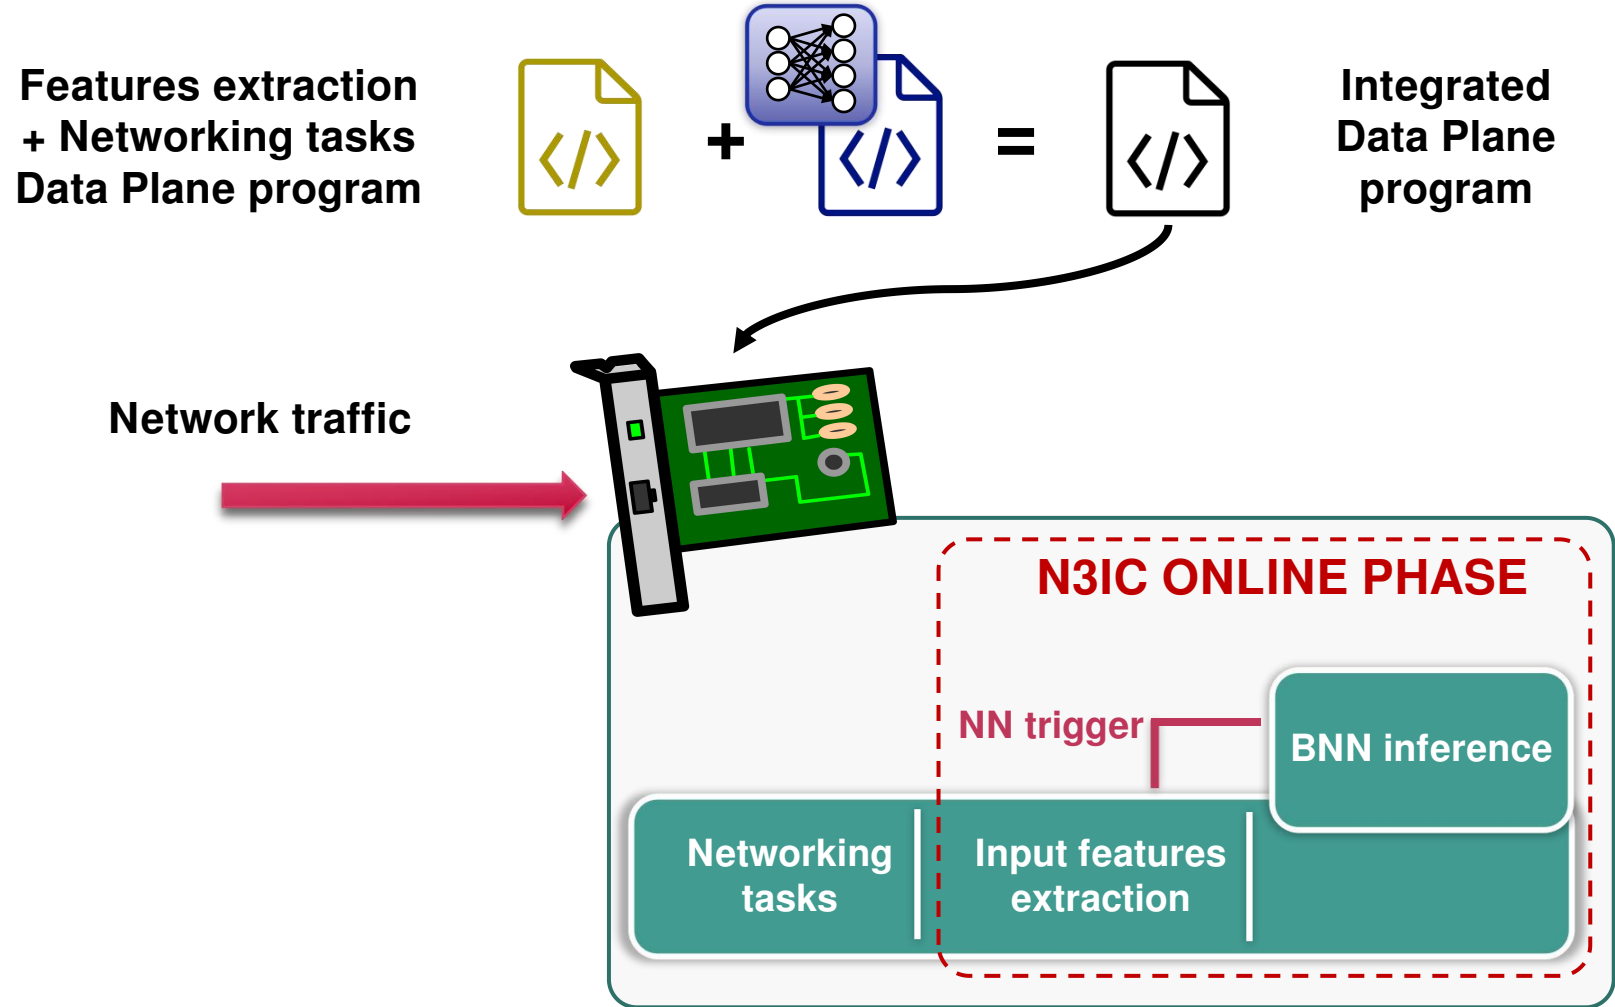 Features extraction
+ Networking tasks
Data Plane program
+
=
Integrated
Data Plane
program
Network traffic
N3IC ONLINE PHASE
NN trigger
BNN inference
Networking
tasks
Input features
extraction